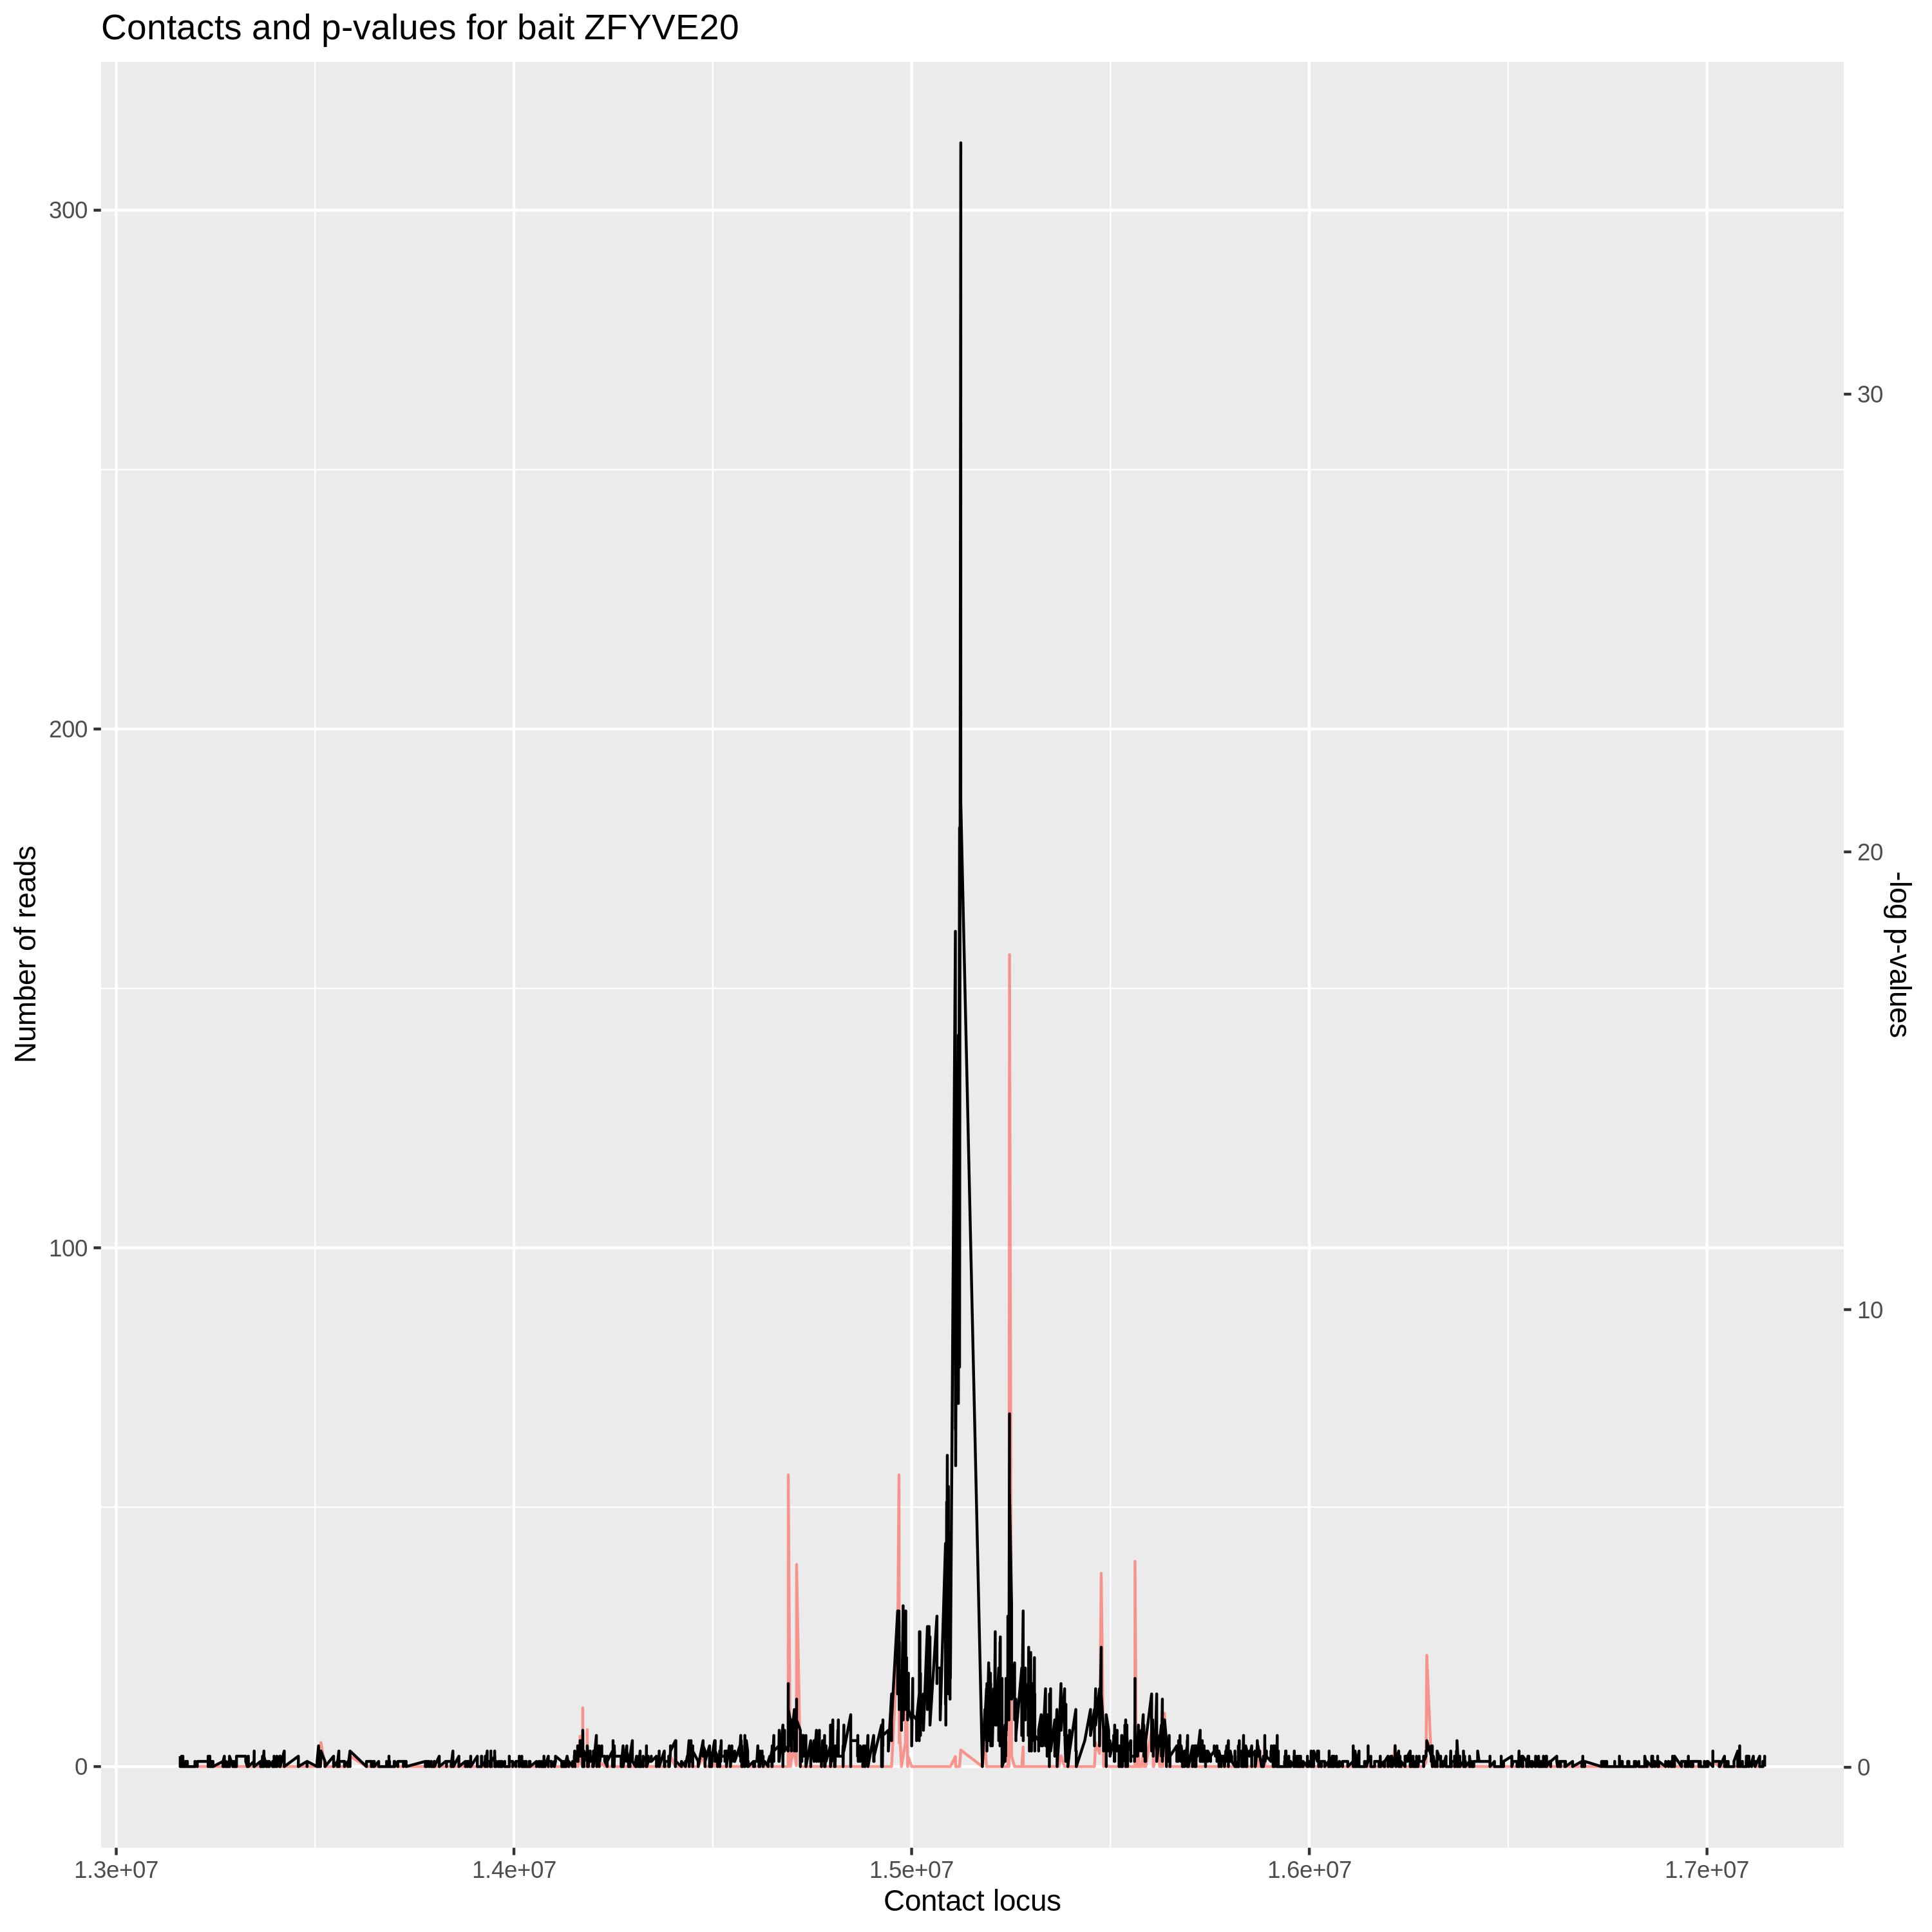 Contacts and p-values for bait ZFYVE20
300
200
100
0
30
20
10
0
Number of reads
-log p-values
1.3e+07 1.4e+07 1.5e+07 1.6e+07 1.7e+07
Contact locus